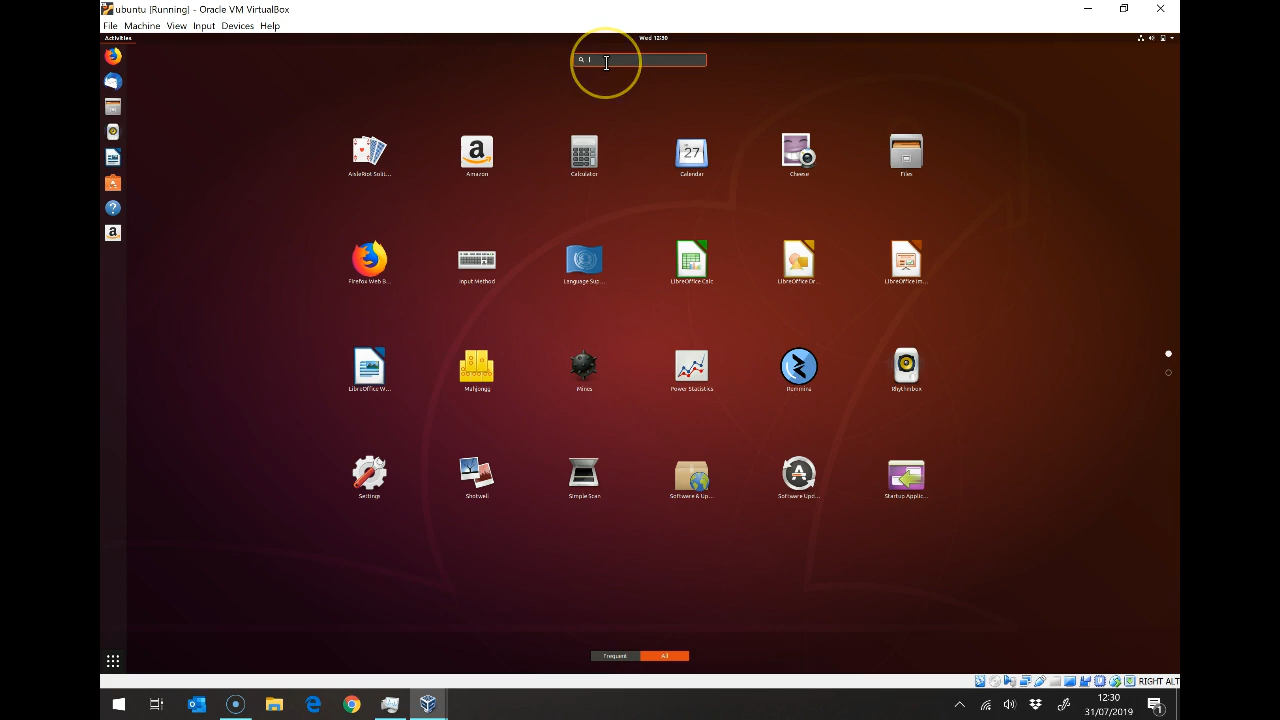 ubuntu [Running] - Oracle VM VirtualBox
File Machine View Input Devices Help
Activities
Wed 12:30
AisleRiot Solit...
Amazon
Calculator
27
Calendar
Cheese
Files
Firefox Web B...
Input Method
Language Sup...
LibreOffice Calc
LibreOffice Dr...
LibreOffice Im...
LibreOffice W...
Mahjongg
Mines
Power Statistics
Remmina
Rhythmbox
Settings
Shotwell
Simple Scan
Software & Up...
Software Upd...
Startup Applic...
Frequent
All
RIGHT ALT
12:30
31/07/2019
1